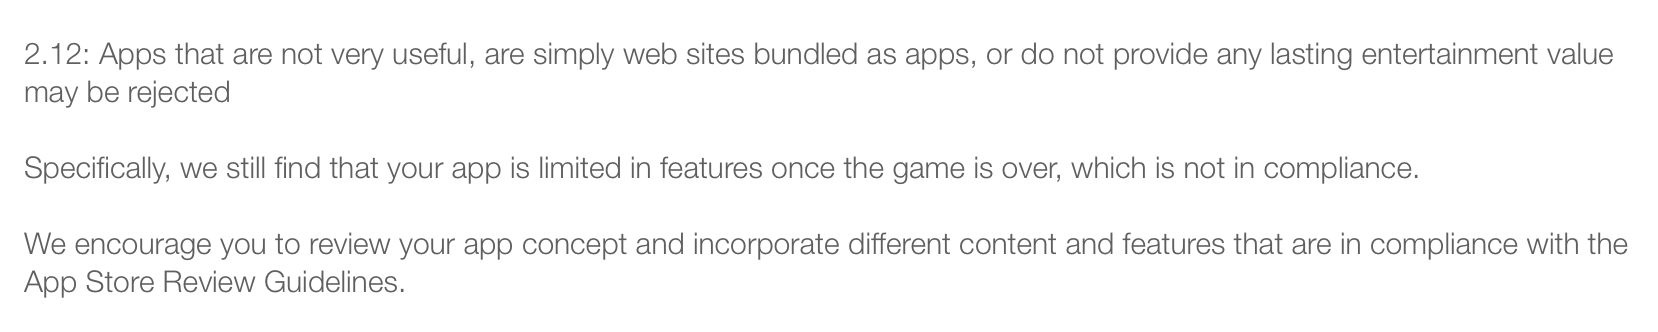 2.12: Apps that are not very useful, are simply web sites bundled as apps, or do not provide any lasting entertainment value
may be rejected
Specifically, we still find that your app is limited in features once the game is over, which is not in compliance.
We encourage you to review your app concept and incorporate different content and features that are in compliance with the
App Store Review Guidelines.